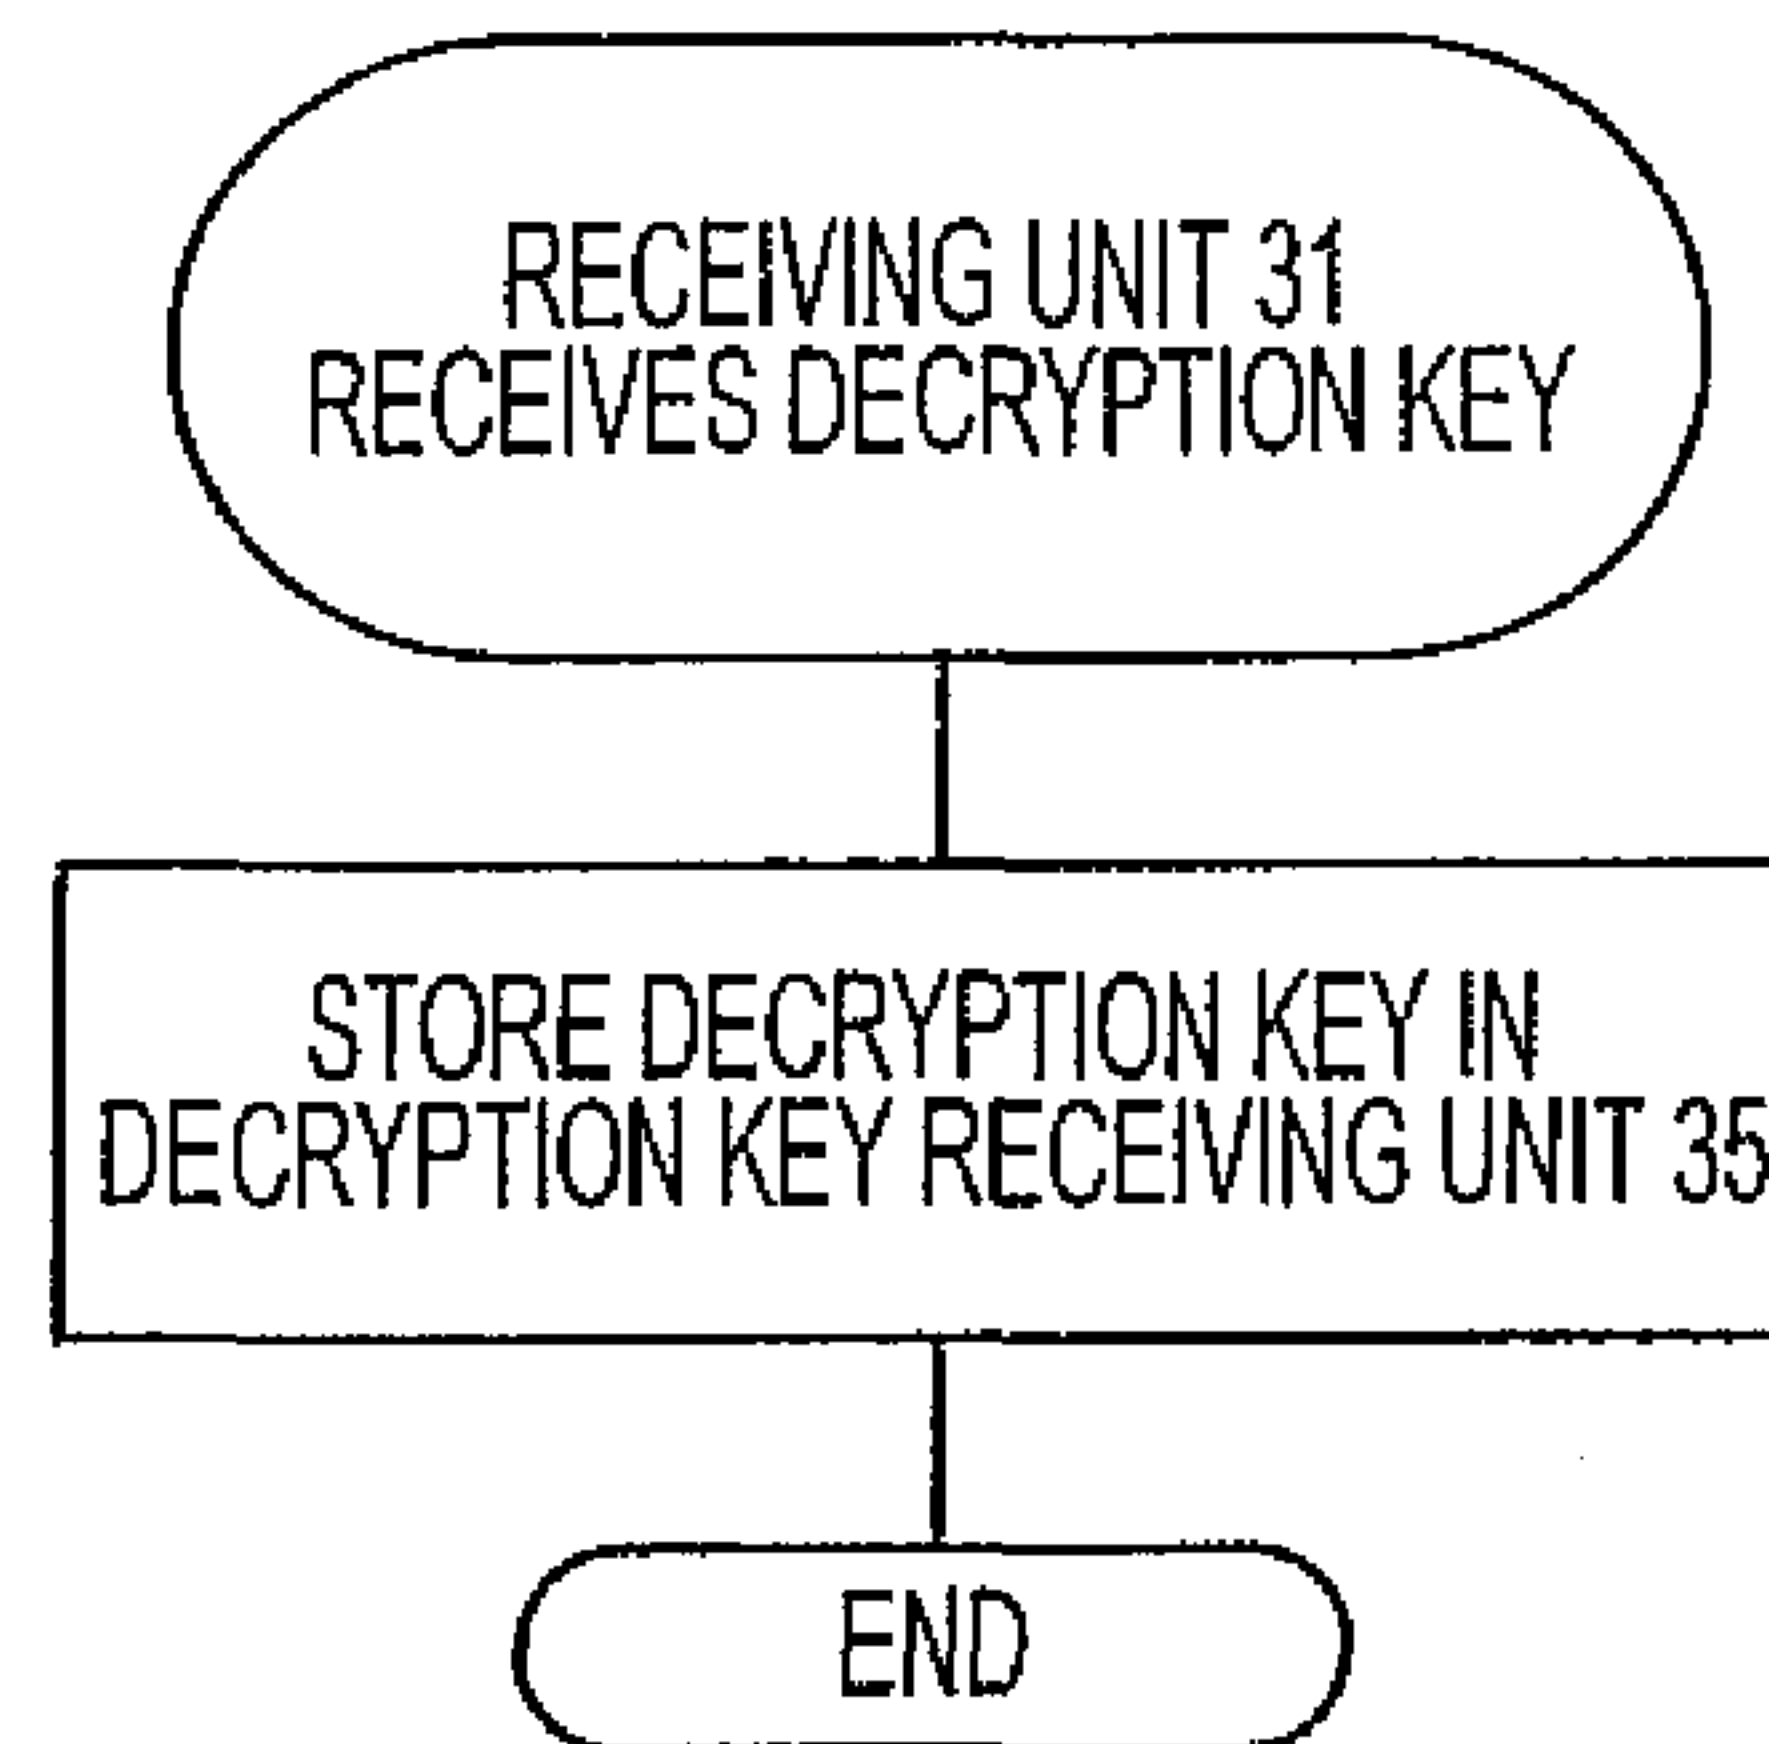 RECEIVING UNIT 31
RECEIVES DECRYPTION KEY
STORE DECRYPTION KEY IN
DECRYPTION KEY RECEIVING UNIT 35
END